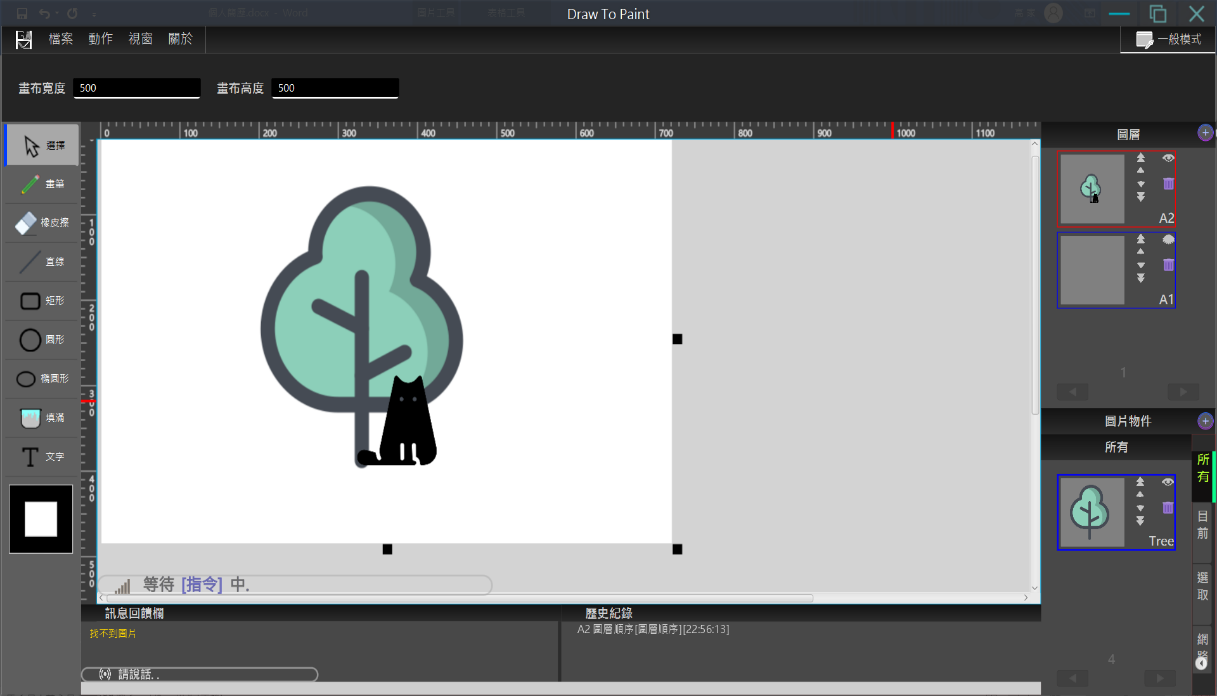 Draw To Paint
檔案 動作 視窗 關於
一般模式
畫布寬度 500 畫布高度 500
0 100 200 300 400 500 600 700 800 900 1000 1100
100
200
300
400
500
選擇
畫筆
橡皮擦
直線
矩形
圓形
橢圓形
填滿
文字
圖層
A2
A1
1
圖片物件
所有
Tree
4
所有
目前
選取
網路
等待 [指令] 中.
訊息回饋欄
找不到圖片
請說話. .
歷史紀錄
A2 圖層順序[圖層順序][22:56:13]